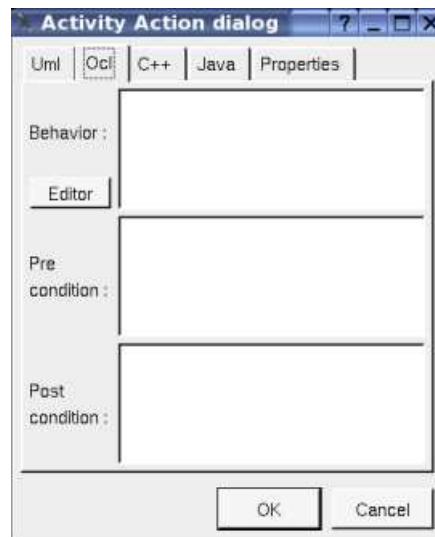 Activity Action dialog
Uml Ocl C++ Java Properties
Behavior :
Editor
Pre
condition :
Post
condition :
OK Cancel